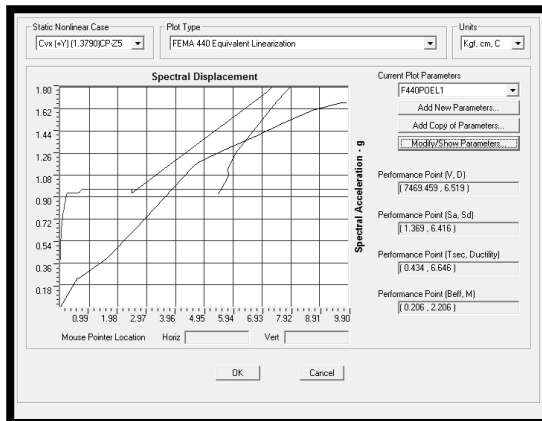 Static Nonlinear Case
Cvx (+Y) (1.3790)CP-Z5
Plot Type
FEMA 440 Equivalent Linearization
Units
Kgf, cm, C
Spectral Displacement
1.80
1.62
1.44
1.26
1.08
0.90
0.72
0.54
0.36
0.18
0.99 1.98 2.97 3.96 4.95 5.94 6.93 7.92 8.91 9.90
Spectral Acceleration - g
Mouse Pointer Location Horiz Vert
Current Plot Parameters
F440POEL1
Add New Parameters...
Add Copy of Parameters...
Modify/Show Parameters...
Performance Point (V, D)
( 7469.459 , 6.519 )
Performance Point (Sa, Sd)
( 1.369 , 6.416 )
Performance Point (Tsec, Ductility)
( 0.434 , 6.646 )
Performance Point (Beff, M)
( 0.206 , 2.206 )
OK
Cancel